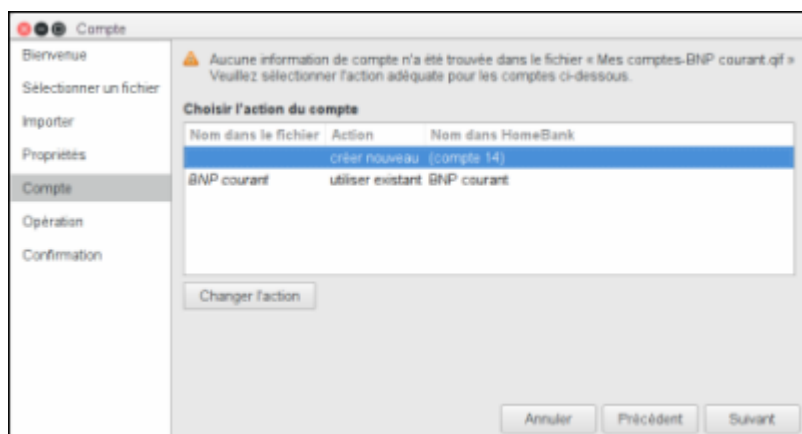 Compte
Bienvenue
Sélectionner un fichier
Importer
Propriétés
Compte
Opération
Confirmation
Aucune information de compte n'a été trouvée dans le fichier « Mes comptes-BNP courant.qif »
Veuillez sélectionner l'action adéquate pour les comptes ci-dessous.
Choisir l'action du compte
Nom dans le fichier Action Nom dans HomeBank
créer nouveau (compte 14)
BNP courant utiliser existant BNP courant
Changer l'action
Annuler Précédent Suivant